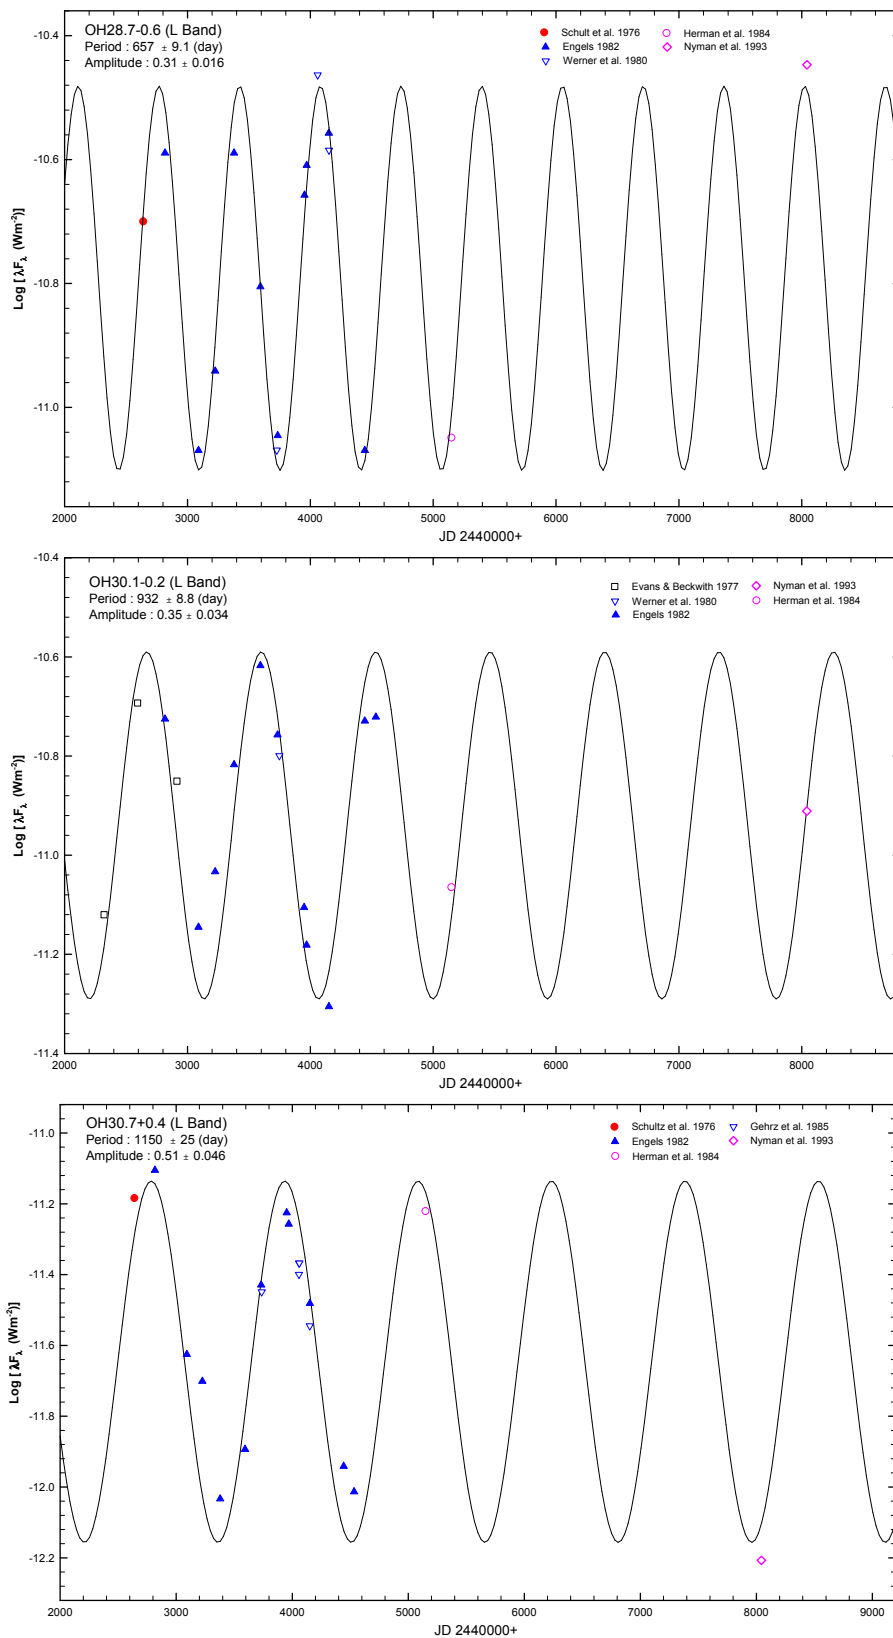 OH28.7-0.6 (L Band)
Period : 657 ± 9.1 (day)
Amplitude : 0.31 ± 0.016
Schult et al. 1976
Engels 1982
Werner et al. 1980
Herman et al. 1984
Nyman et al. 1993
-10.4
-10.6
-10.8
-11.0
Log [ λFλ (Wm-2)]
2000 3000 4000 5000 6000 7000 8000
JD 2440000+
OH30.1-0.2 (L Band)
Period : 932 ± 8.8 (day)
Amplitude : 0.35 ± 0.034
Evans & Beckwith 1977
Werner et al. 1980
Engels 1982
Nyman et al. 1993
Herman et al. 1984
-10.4
-10.6
-10.8
-11.0
-11.2
-11.4
Log [ λFλ (Wm-2)]
2000 3000 4000 5000 6000 7000 8000
JD 2440000+
OH30.7+0.4 (L Band)
Period : 1150 ± 25 (day)
Amplitude : 0.51 ± 0.046
Schultz et al. 1976
Engels 1982
Herman et al. 1984
Gehrz et al. 1985
Nyman et al. 1993
-11.0
-11.2
-11.4
-11.6
-11.8
-12.0
-12.2
Log [ λFλ (Wm-2)]
2000 3000 4000 5000 6000 7000 8000 9000
JD 2440000+